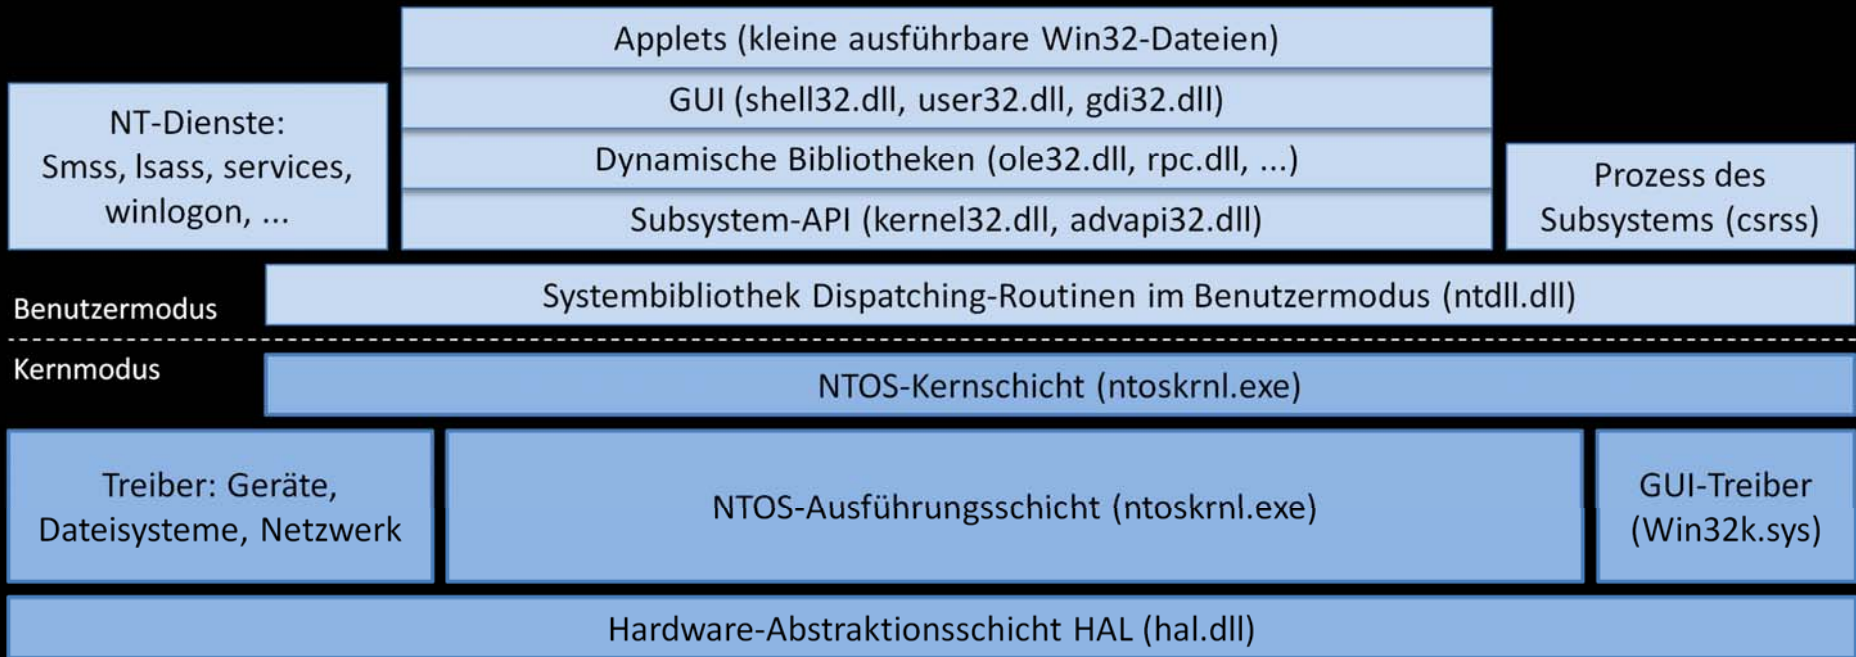 Applets (kleine ausführbare Win32-Dateien)
GUI (shell32.dll, user32.dll, gdi32.dll)
NT-Dienste:
Smss, lsass, services,
winlogon, ...
Dynamische Bibliotheken (ole32.dll, rpc.dll, ...)
Subsystem-API (kernel32.dll, advapi32.dll)
Prozess des
Subsystems (csrss)
Benutzermodus
Systembibliothek Dispatching-Routinen im Benutzermodus (ntdll.dll)
Kernmodus
NTOS-Kernschicht (ntoskrnl.exe)
Treiber: Geräte,
Dateisysteme, Netzwerk
NTOS-Ausführungsschicht (ntoskrnl.exe)
GUI-Treiber
(Win32k.sys)
Hardware-Abstraktionsschicht HAL (hal.dll)